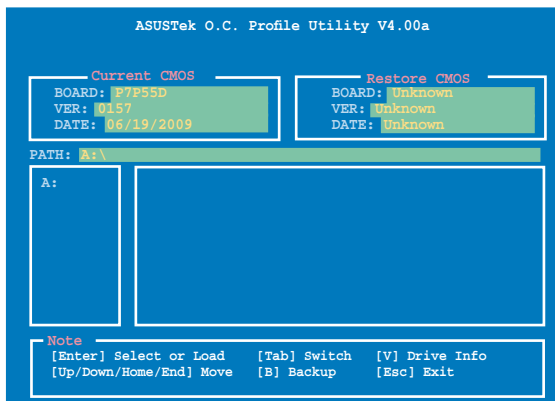 ASUSTek O.C. Profile Utility V4.00a
Current CMOS
BOARD: P7P55D
VER: 0157
DATE: 06/19/2009
Restore CMOS
BOARD: Unknown
VER: Unknown
DATE: Unknown
PATH: A:\
A:
Note
[Enter] Select or Load [Tab] Switch [V] Drive Info
[Up/Down/Home/End] Move [B] Backup [Esc] Exit